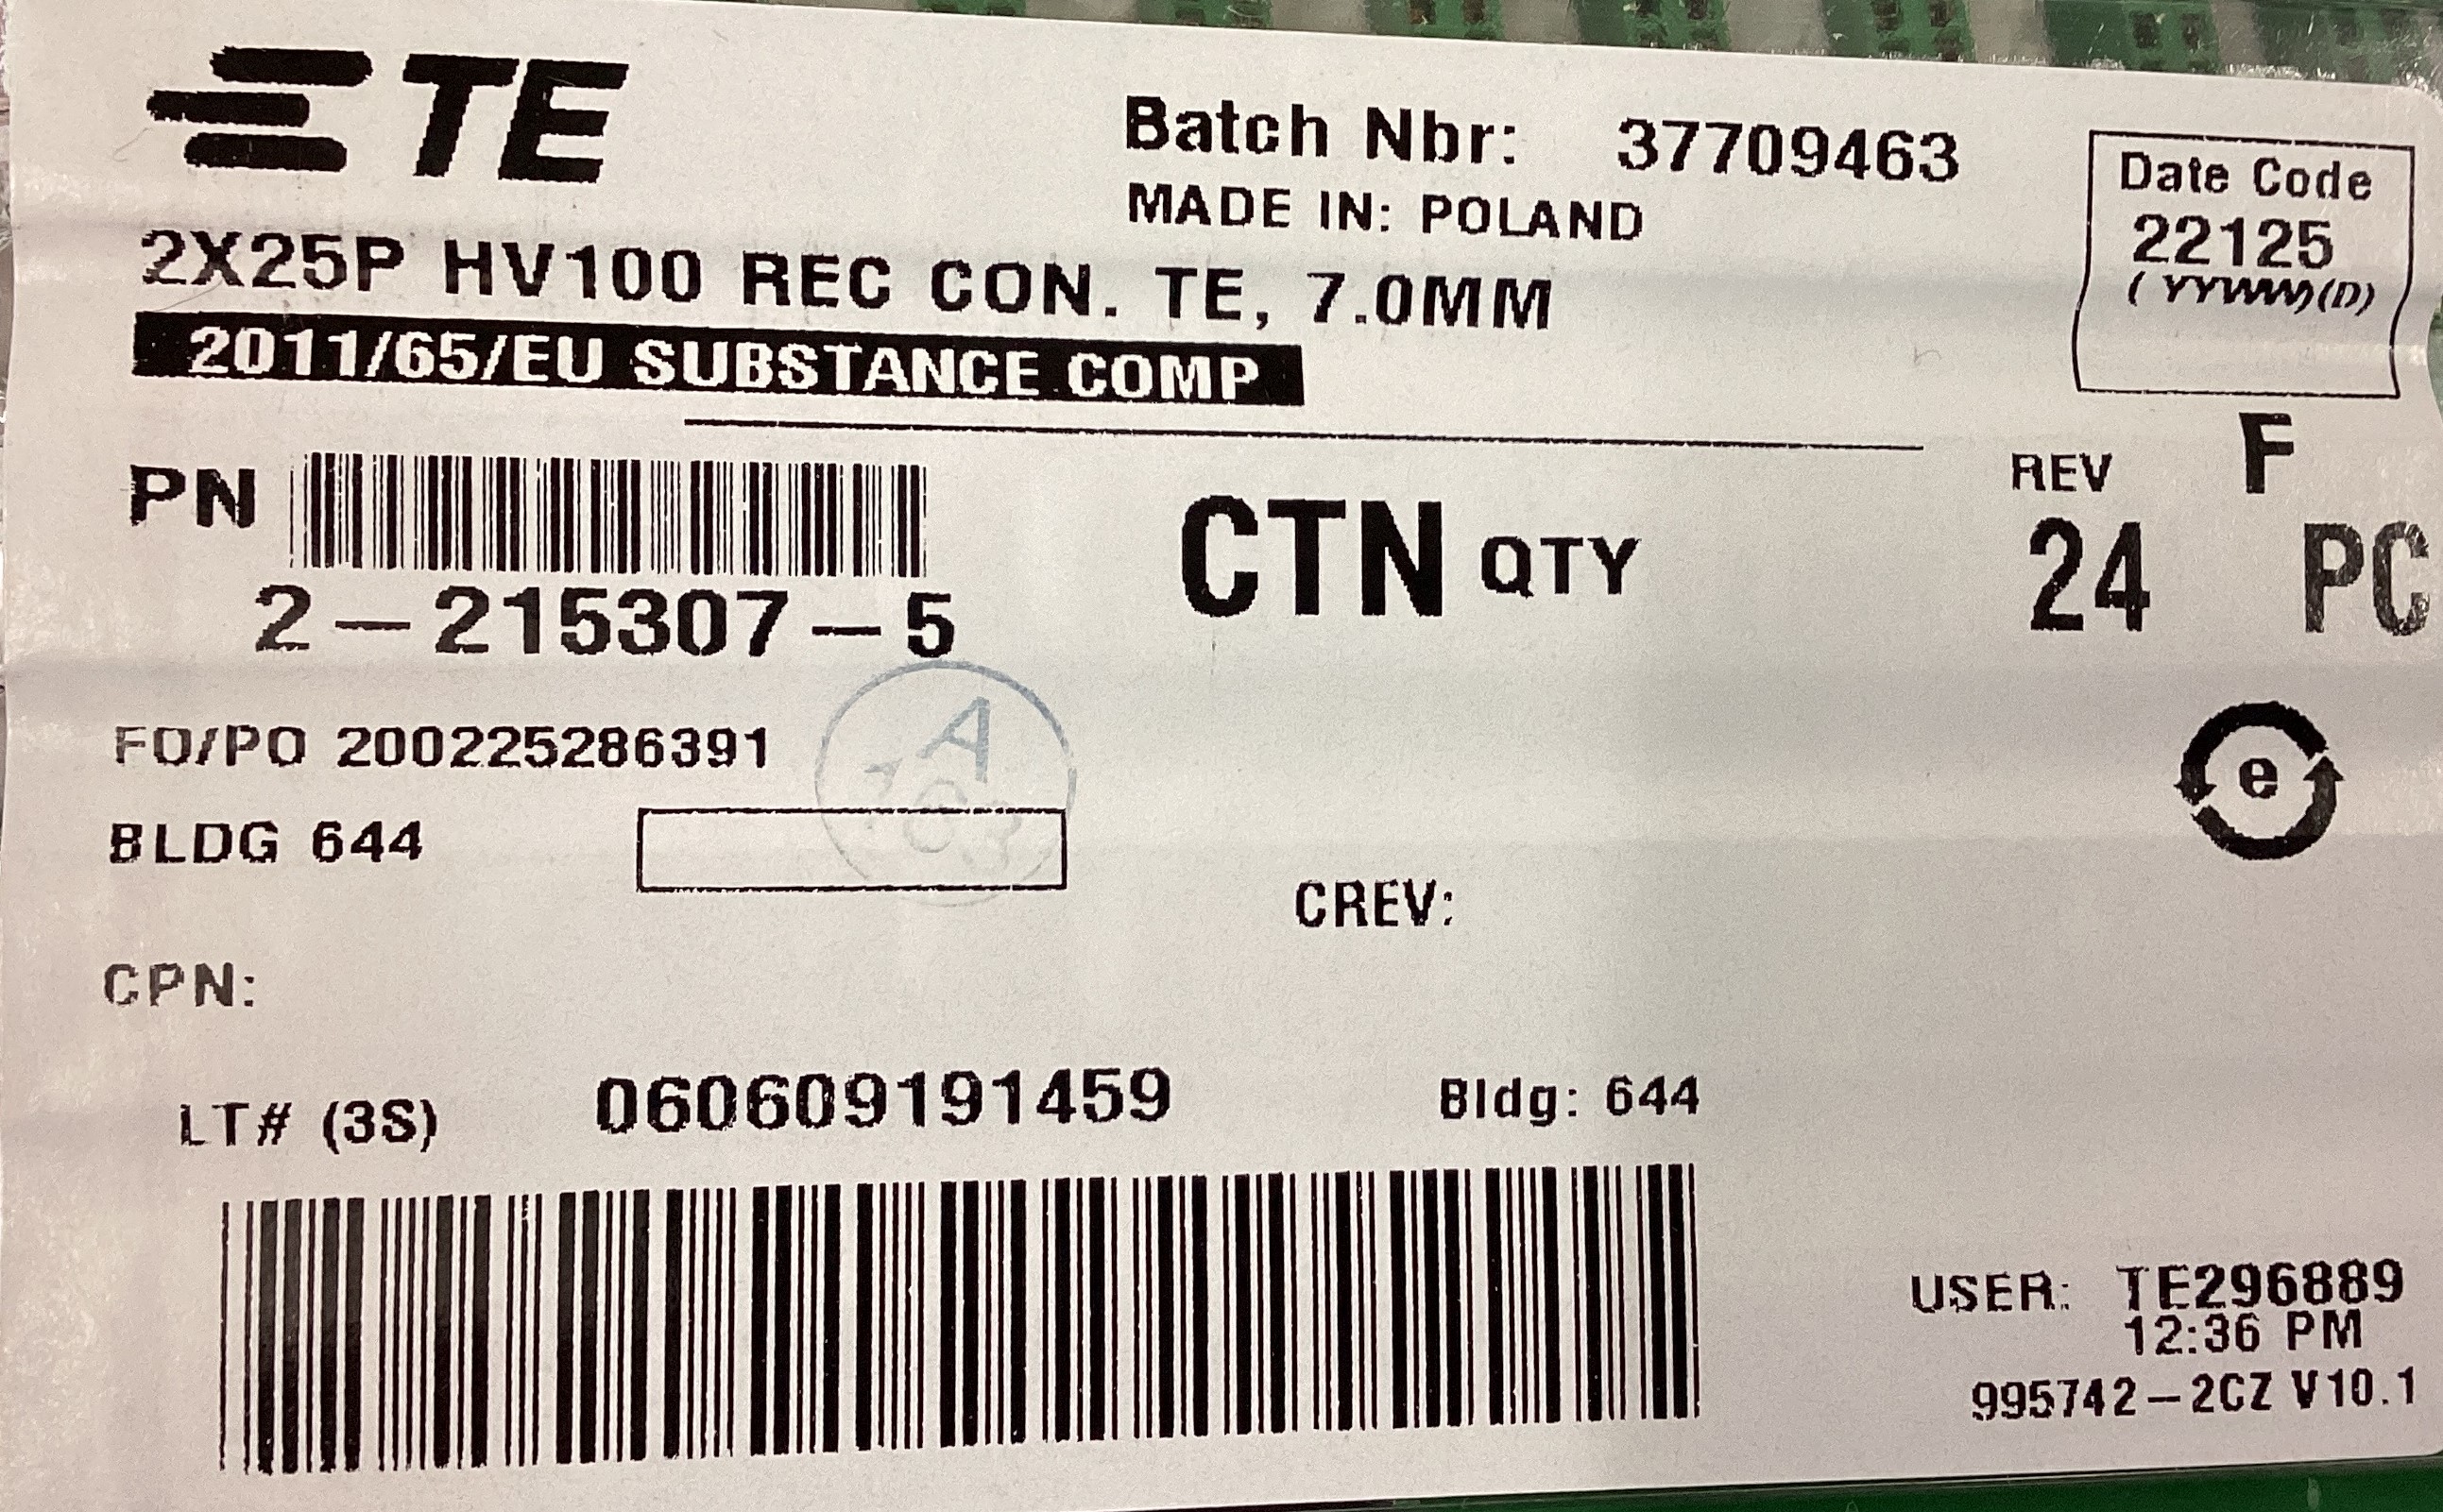 TE
Batch Nbr: 37709463
MADE IN: POLAND
Date Code
22125
(YYWW)(D)
2X25P HV100 REC CON. TE, 7.0MM
2011/65/EU SUBSTANCE COMP
REV F
PN
CTN QTY 24 PC
2-215307-5
A
FO/PO 200225286391
e
BLDG 644
CREV:
CPN:
LT# (3S) 060609191459 Bldg: 644
USER: TE296889
12:36 PM
995742-2CZ V10.1